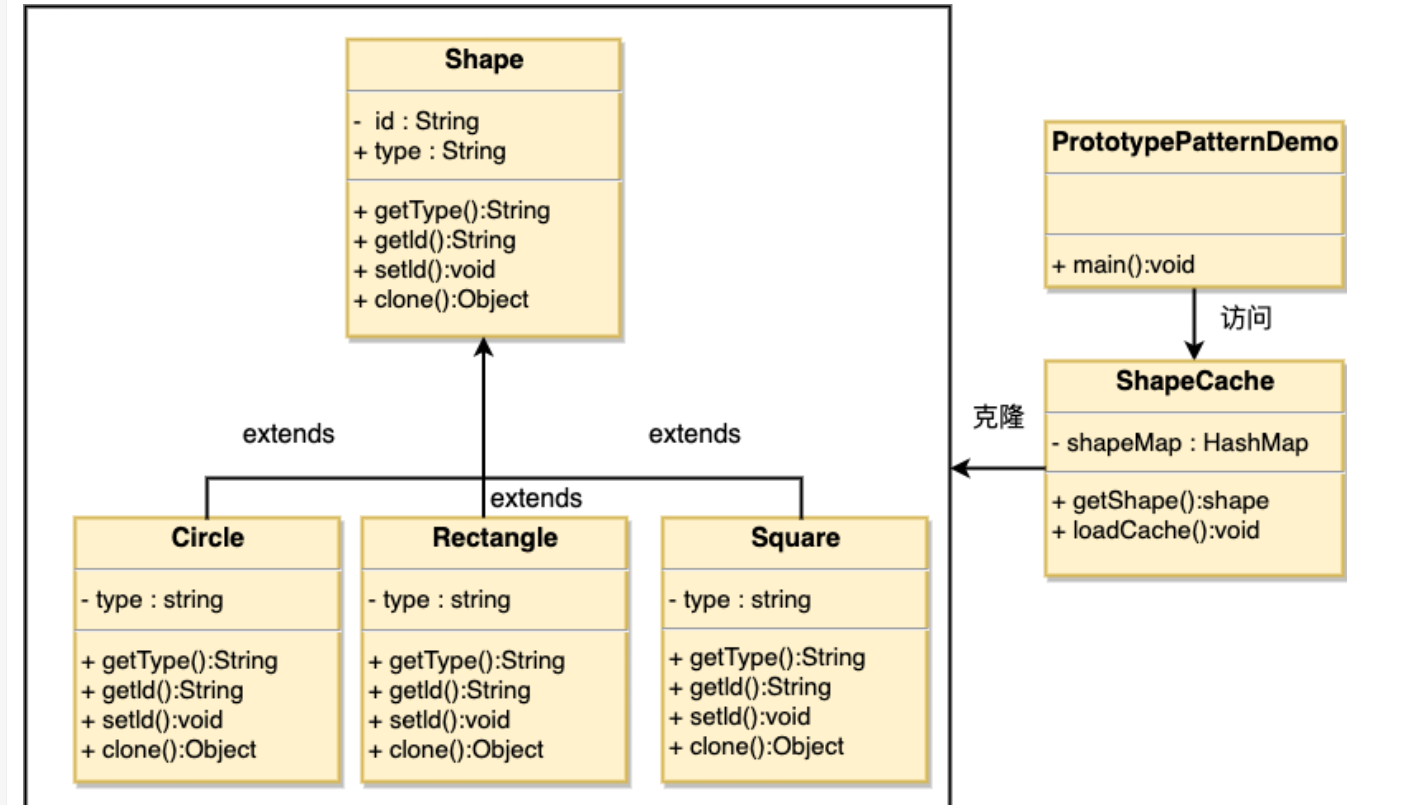 Shape
- id : String
+ type : String
+ getType():String
+ getId():String
+ setId():void
+ clone():Object
extends
extends
extends
Circle
- type : string
+ getType():String
+ getId():String
+ setId():void
+ clone():Object
Rectangle
- type : string
+ getType():String
+ getId():String
+ setId():void
+ clone():Object
Square
- type : string
+ getType():String
+ getId():String
+ setId():void
+ clone():Object
PrototypePatternDemo
+ main():void
访问
ShapeCache
- shapeMap : HashMap
+ getShape():shape
+ loadCache():void
克隆